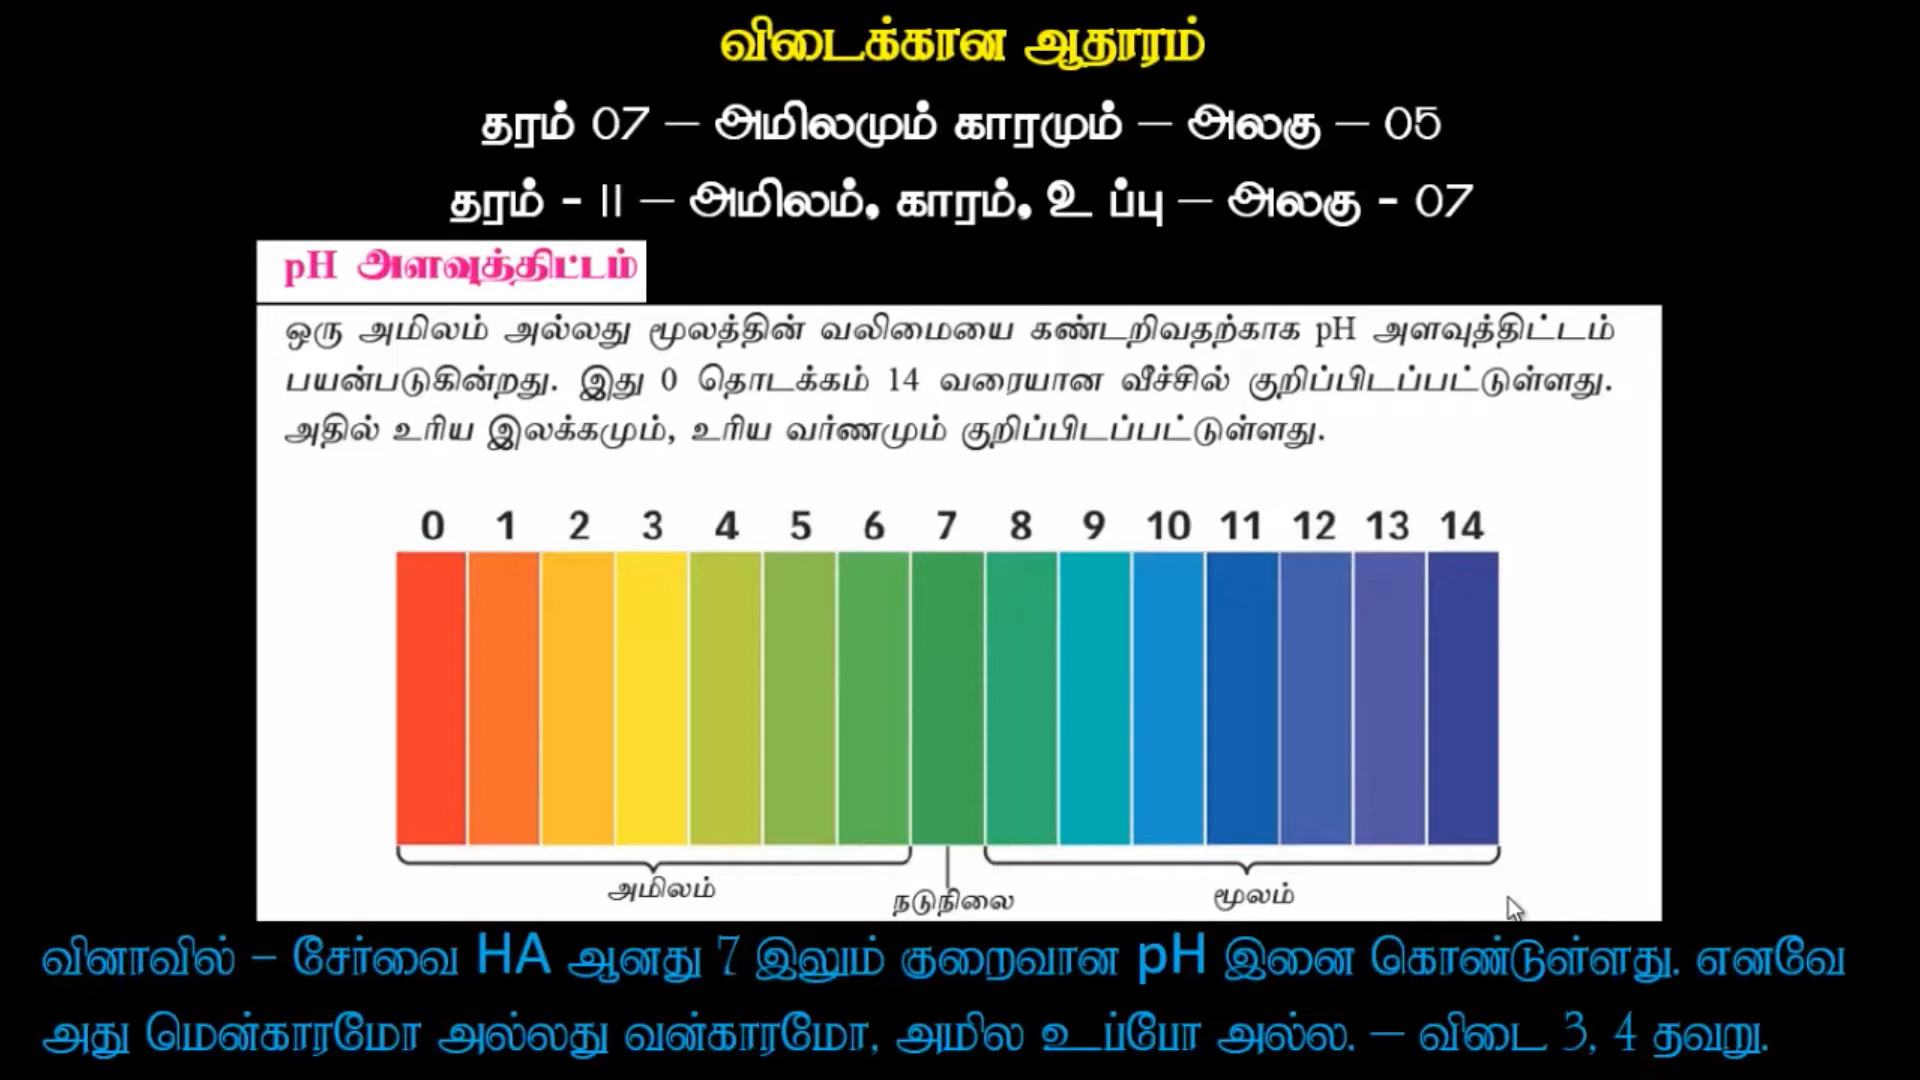 விடைக்கான ஆதாரம்
தரம் 07 – அமிலமும் காரமும் – அலகு – 05
தரம் - 11 – அமிலம், காரம், உப்பு – அலகு - 07
pH அளவுத்திட்டம்
ஒரு அமிலம் அல்லது மூலத்தின் வலிமையை கண்டறிவதற்காக pH அளவுத்திட்டம்
பயன்படுகின்றது. இது 0 தொடக்கம் 14 வரையான வீச்சில் குறிப்பிடப்பட்டுள்ளது.
அதில் உரிய இலக்கமும், உரிய வர்ணமும் குறிப்பிடப்பட்டுள்ளது.
0 1 2 3 4 5 6 7 8 9 10 11 12 13 14
அமிலம் நடுநிலை மூலம்
வினாவில் – சேர்வை HA ஆனது 7 இலும் குறைவான pH இனை கொண்டுள்ளது. எனவே
அது மென்காரமோ அல்லது வன்காரமோ, அமில உப்போ அல்ல. – விடை 3, 4 தவறு.